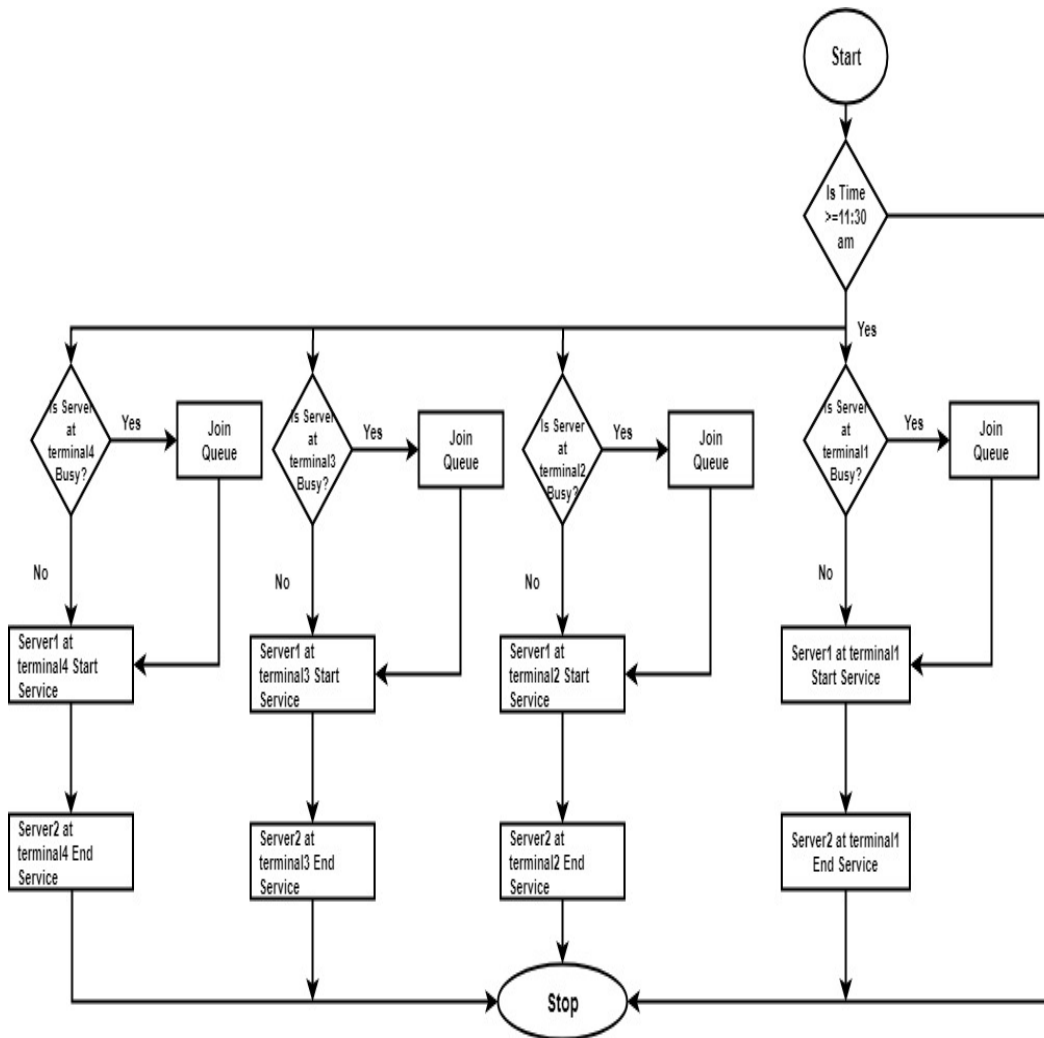 Start
Is Time
>=11:30
am
Yes
Is Server
at
terminal4
Busy?
Yes
Join
Queue
No
Server1 at
terminal4 Start
Service
Server2 at
terminal4 End
Service
Is Server
at
terminal3
Busy?
Yes
Join
Queue
No
Server1 at
terminal3 Start
Service
Server2 at
terminal3 End
Service
Is Server
at
terminal2
Busy?
Yes
Join
Queue
No
Server1 at
terminal2 Start
Service
Server2 at
terminal2 End
Service
Is Server
at
terminal1
Busy?
Yes
Join
Queue
No
Server1 at terminal1
Start Service
Server2 at terminal1
End Service
Stop